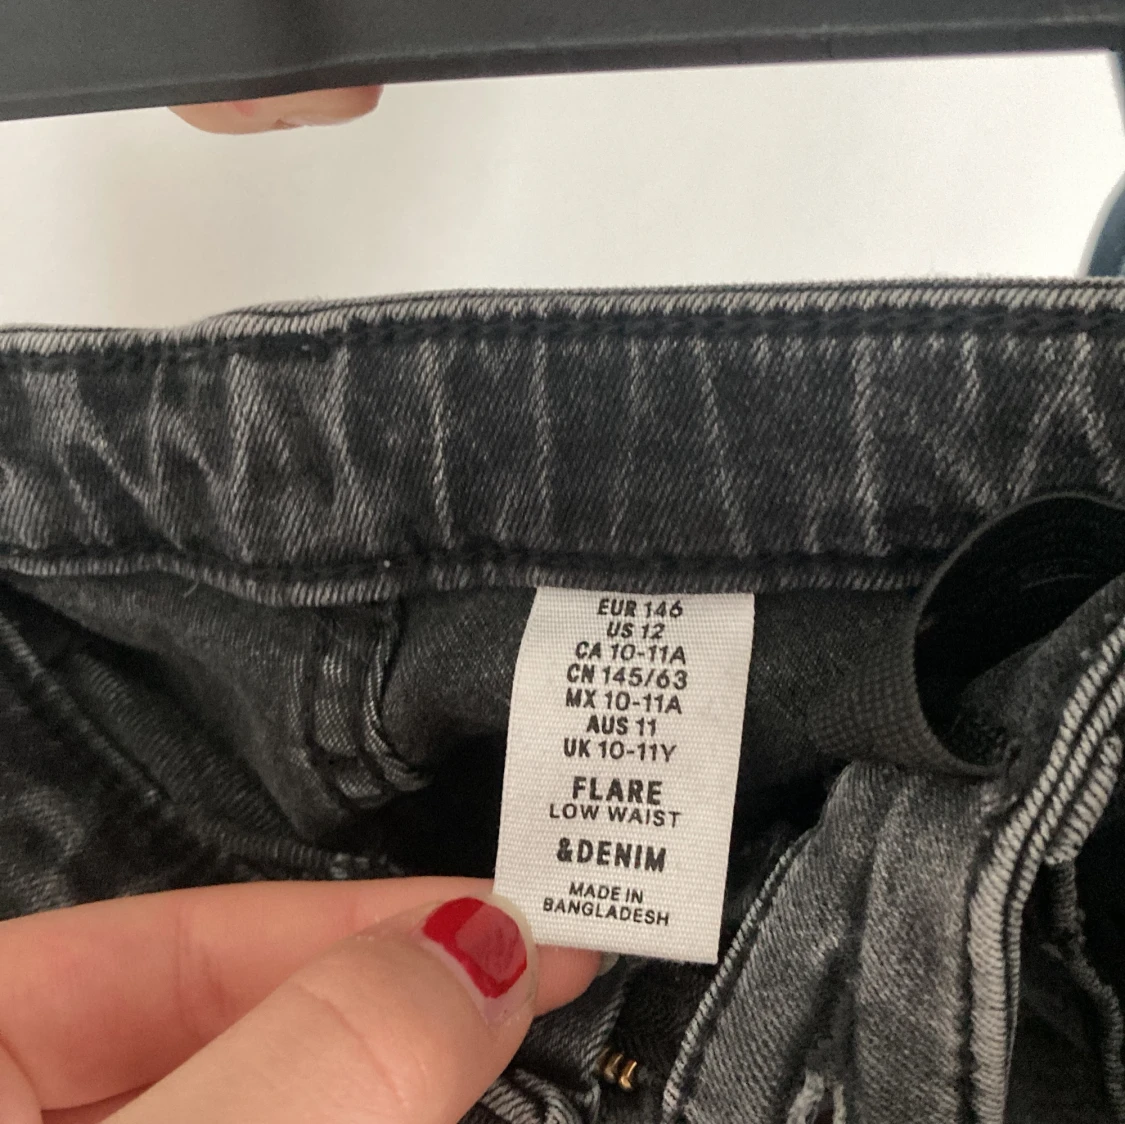 EUR 146
US 12
CA 10-11A
CN 145/63
MX 10-11A
AUS 11
UK 10-11Y
FLARE
LOW WAIST
&DENIM
MADE IN
BANGLADESH